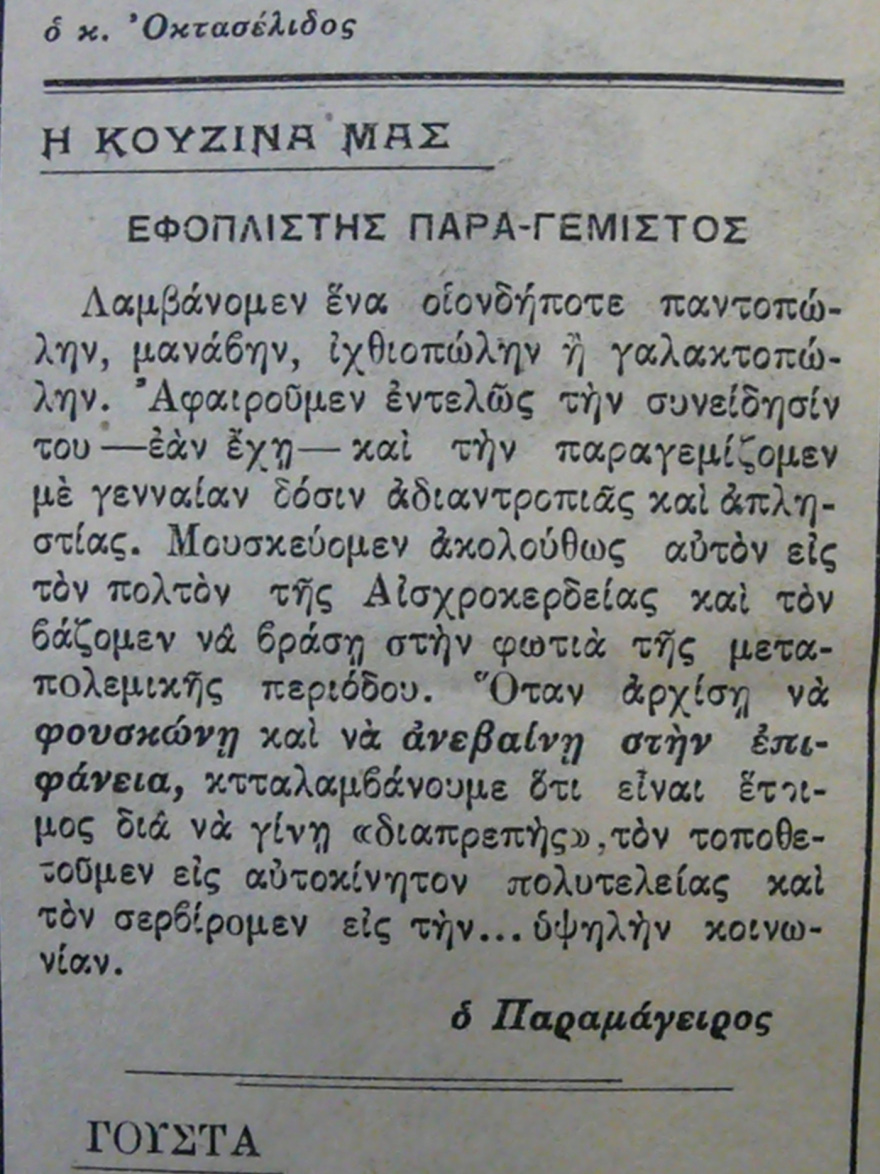 ὁ κ. Ὀκτασέλιδος
Η ΚΟΥΖΙΝΑ ΜΑΣ
ΕΦΟΠΛΙΣΤΗΣ ΠΑΡΑ-ΓΕΜΙΣΤΟΣ
Λαμβάνομεν ἕνα οἱονδήποτε παντοπώ-
λην, μανάβην, ἰχθιοπώλην ἢ γαλακτοπώ-
λην. Ἀφαιροῦμεν ἐντελῶς τὴν συνείδησίν
του —ἐὰν ἔχῃ— καὶ τὴν παραγεμίζομεν
μὲ γενναίαν δόσιν ἀδιαντροπιᾶς καὶ ἀπλη-
στίας. Μουσκεύομεν ἀκολούθως αὐτὸν εἰς
τὸν πολτὸν τῆς Αἰσχροκερδείας καὶ τὸν
βάζομεν νὰ βράσῃ στὴν φωτιὰ τῆς μετα-
πολεμικῆς περιόδου. Ὅταν ἀρχίσῃ νὰ
φουσκώνῃ καὶ νὰ ἀνεβαίνῃ στὴν ἐπι-
φάνεια, κτταλαμβάνουμε ὅτι εἶναι ἕτοι-
μος διὰ νὰ γίνῃ «διαπρεπὴς», τὸν τοποθε-
τοῦμεν εἰς αὐτοκίνητον πολυτελείας καὶ
τὸν σερβίρομεν εἰς τὴν... ὑψηλὴν κοινω-
νίαν.
ὁ Παραμάγειρος
ΓΟΥΣΤΑ